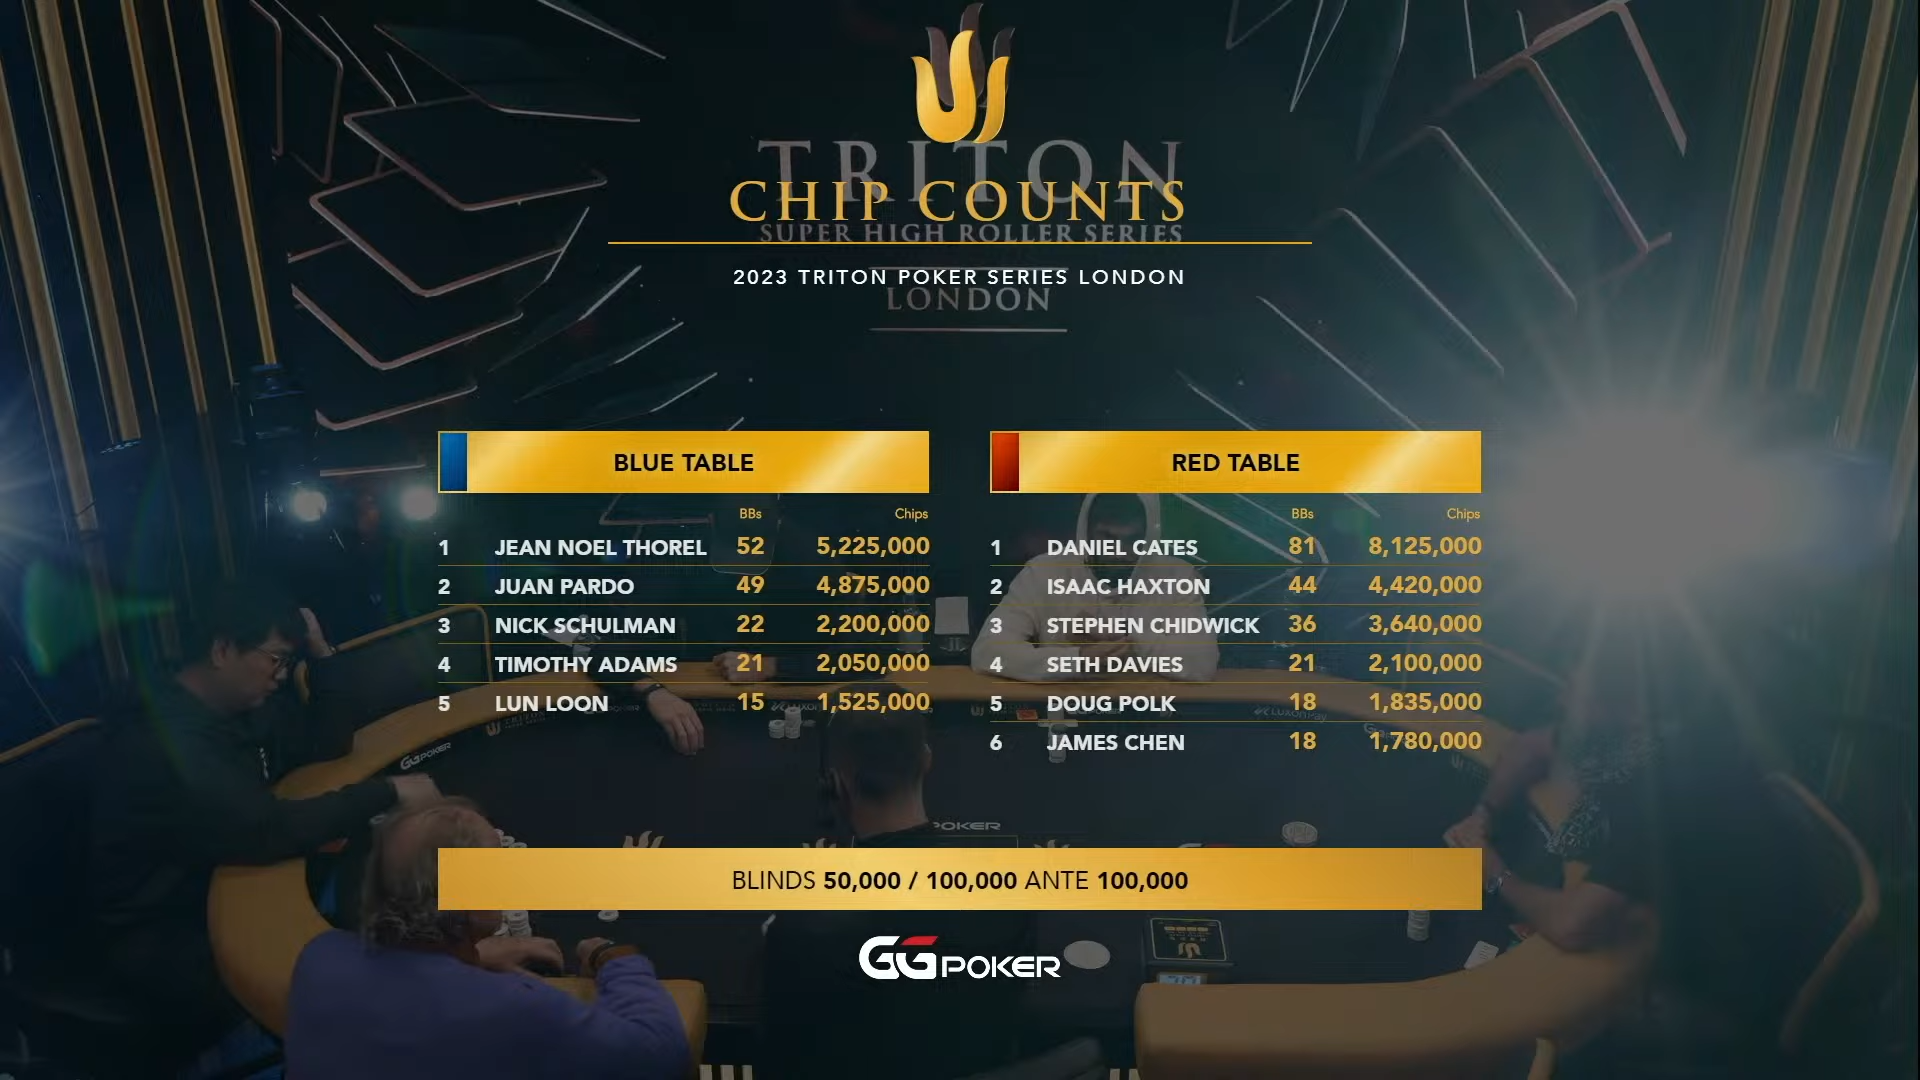 TRITON
CHIP COUNTS
SUPER HIGH ROLLER SERIES
2023 TRITON POKER SERIES LONDON
LONDON
BLUE TABLE
BBs Chips
1 JEAN NOEL THOREL 52 5,225,000
2 JUAN PARDO 49 4,875,000
3 NICK SCHULMAN 22 2,200,000
4 TIMOTHY ADAMS 21 2,050,000
5 LUN LOON 15 1,525,000
RED TABLE
BBs Chips
1 DANIEL CATES 81 8,125,000
2 ISAAC HAXTON 44 4,420,000
3 STEPHEN CHIDWICK 36 3,640,000
4 SETH DAVIES 21 2,100,000
5 DOUG POLK 18 1,835,000
6 JAMES CHEN 18 1,780,000
GGPOKER
POKER
BLINDS 50,000 / 100,000 ANTE 100,000
GGPOKER